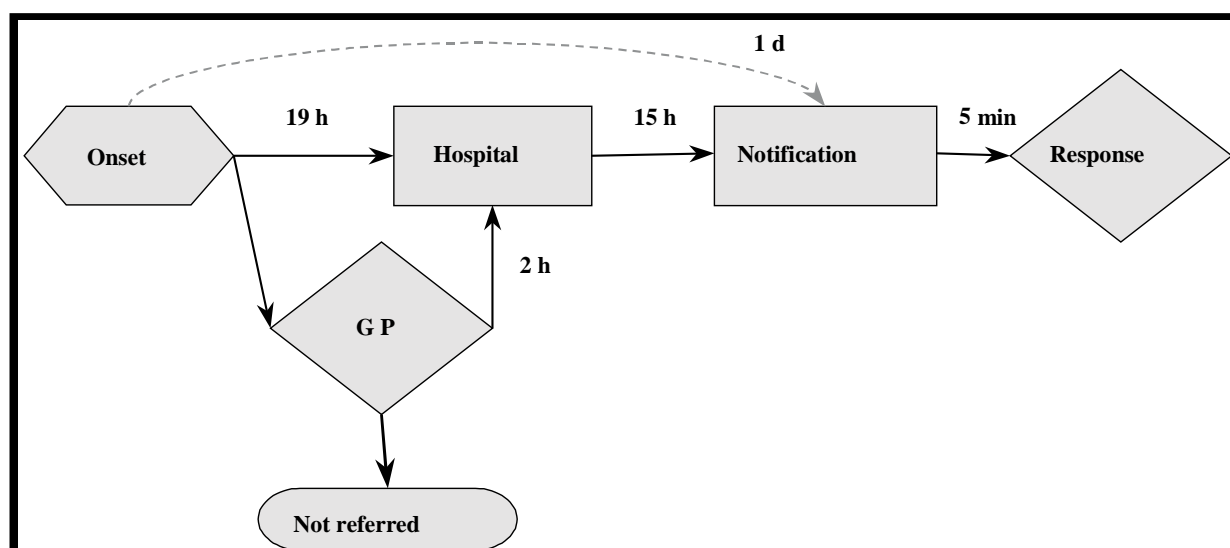 1 d
19 h
15 h
5 min
Onset
Hospital
Notification
Response
2 h
G P
Not referred